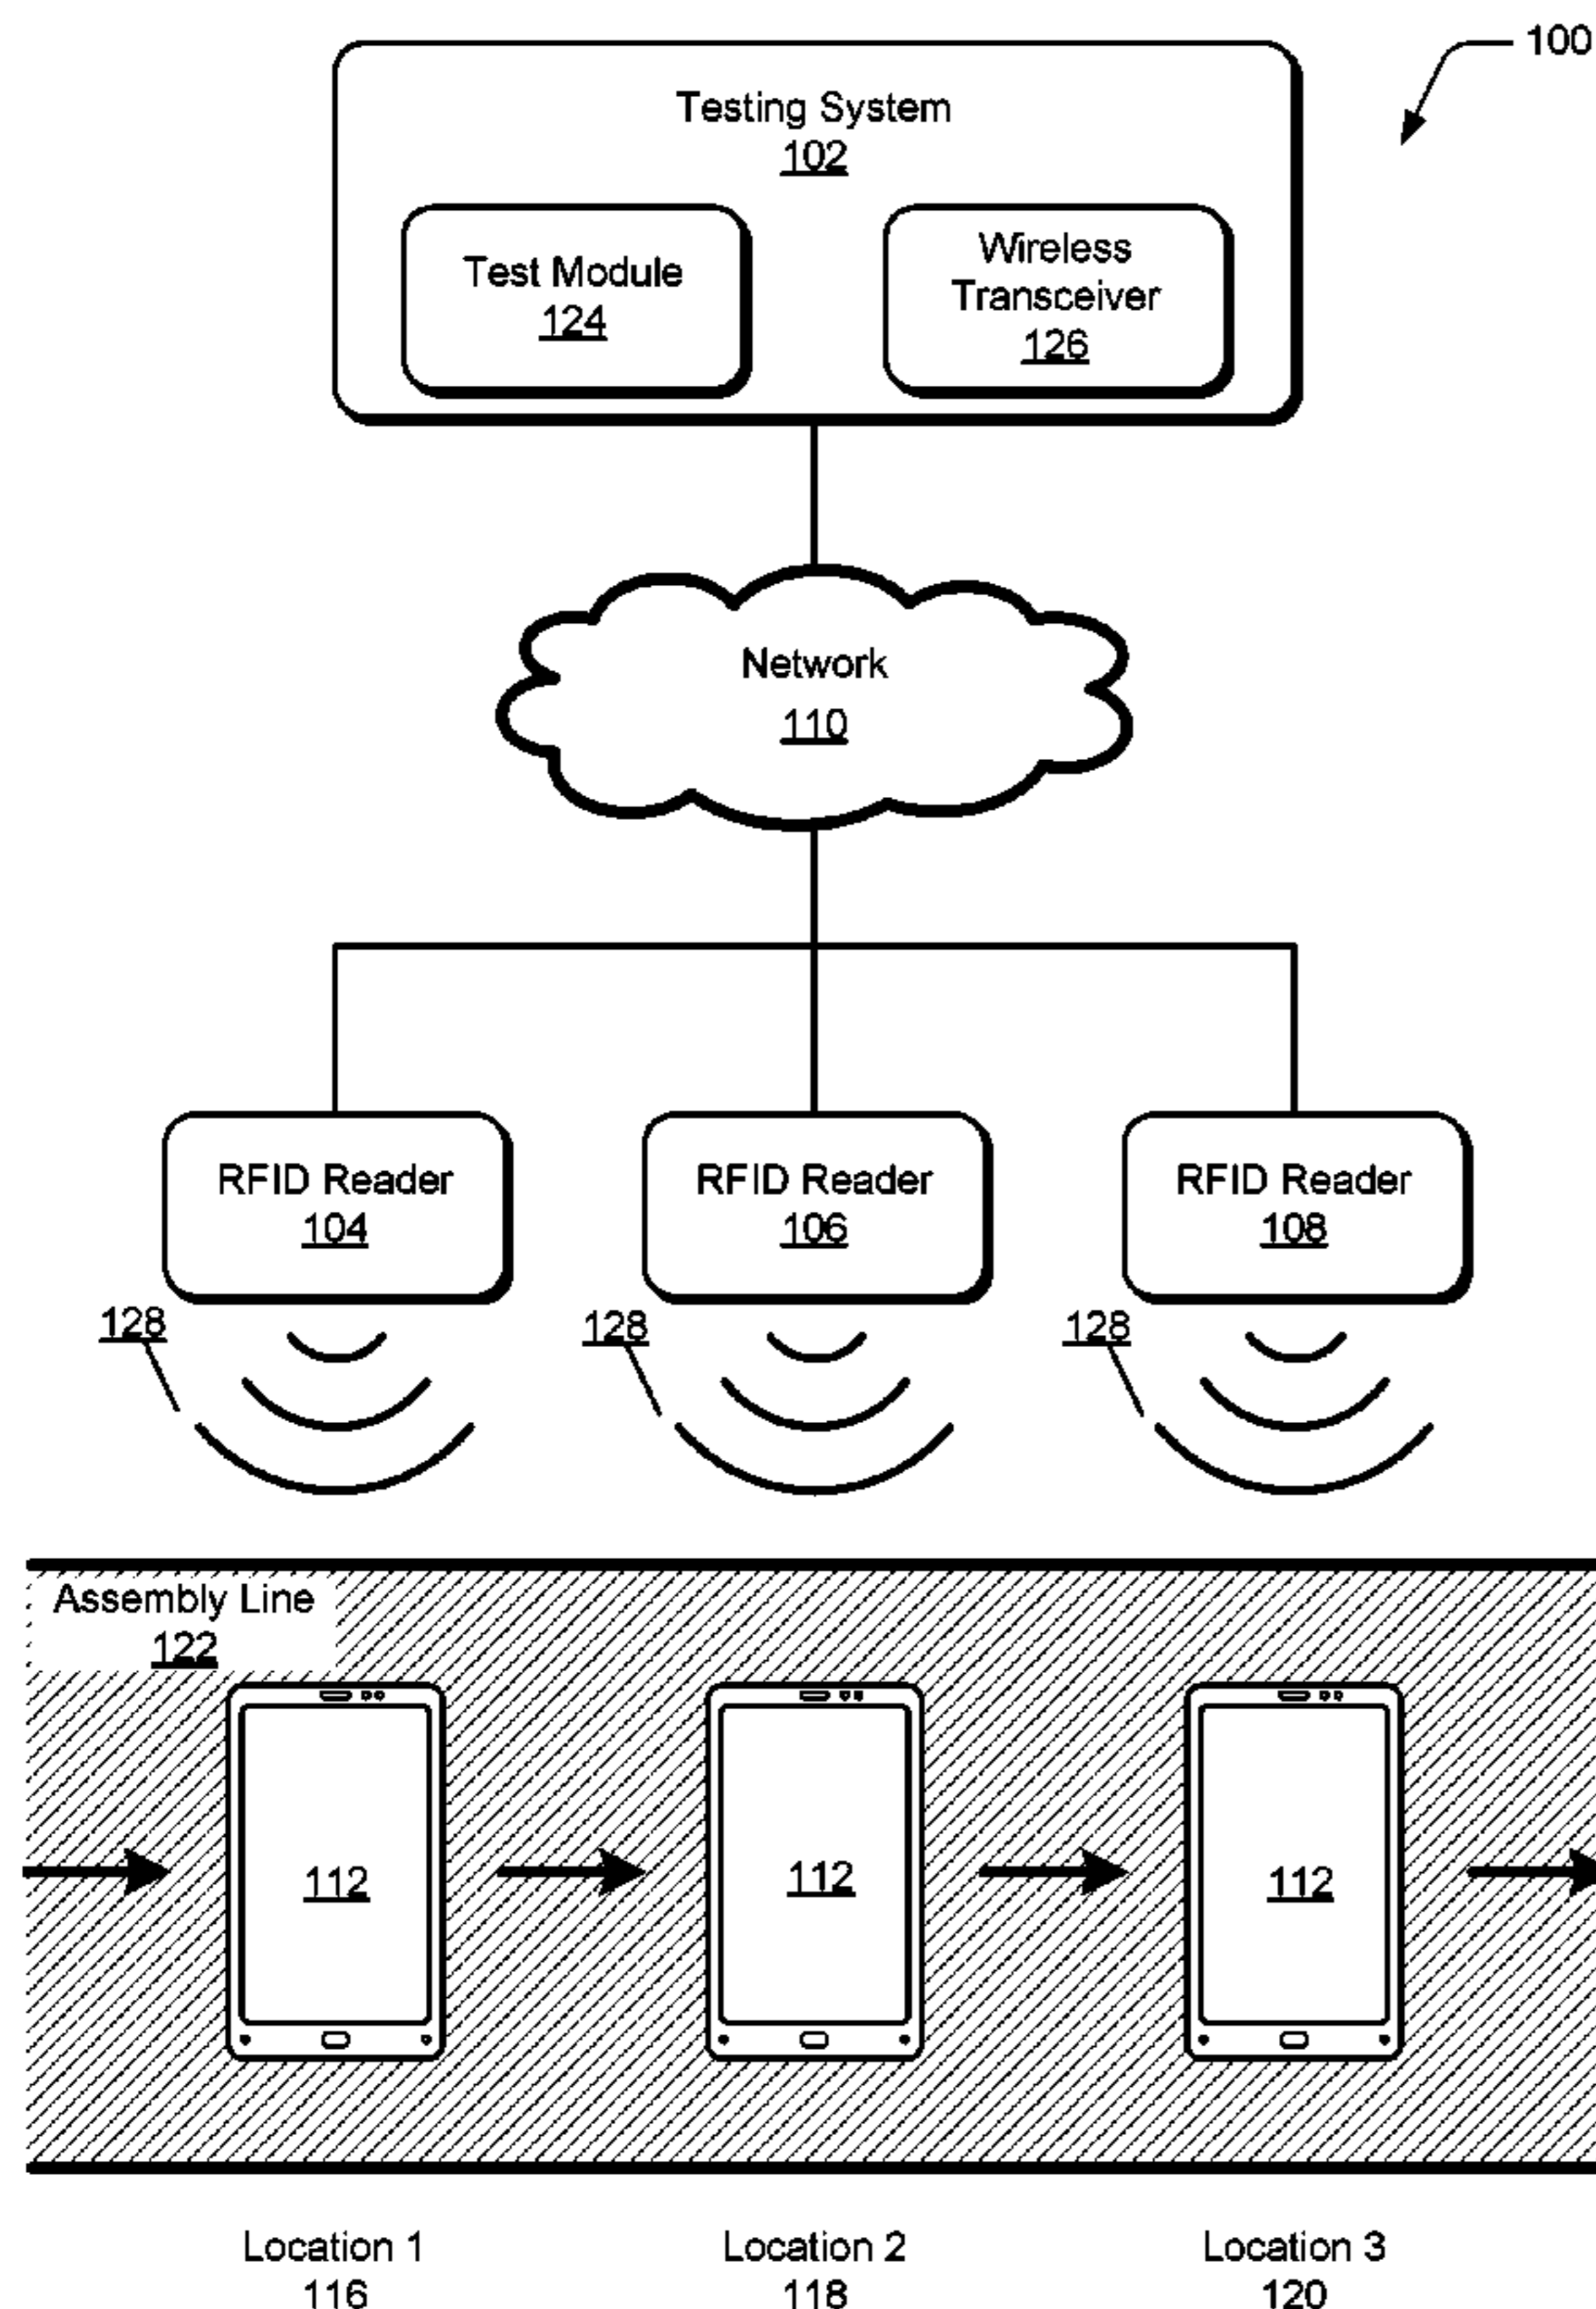 100
Testing System
102
Test Module
124
Wireless
Transceiver
126
Network
110
RFID Reader
104
RFID Reader
106
RFID Reader
108
128
128
128
Assembly Line
122
112
112
112
Location 1
116
Location 2
118
Location 3
120